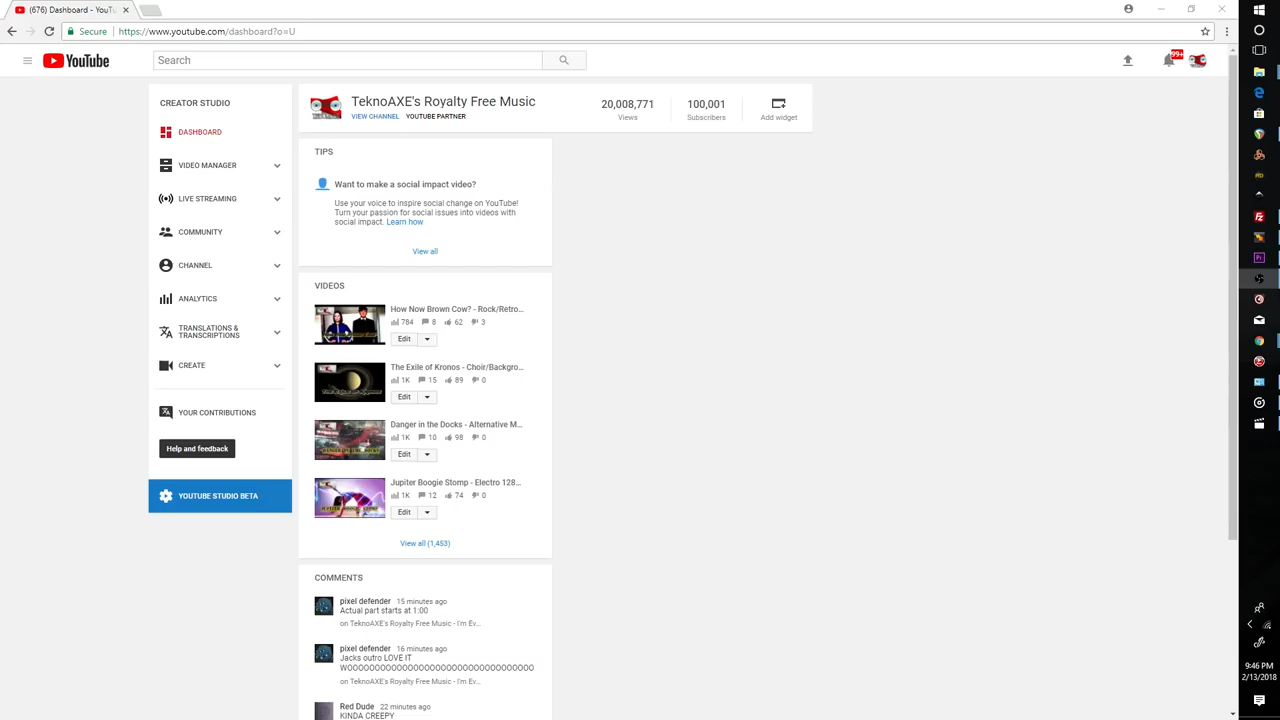 (676) Dashboard - YouTu
Secure
https://www.youtube.com/dashboard?o=U
YouTube
Search
99+
CREATOR STUDIO
DASHBOARD
VIDEO MANAGER
LIVE STREAMING
COMMUNITY
CHANNEL
ANALYTICS
TRANSLATIONS &
TRANSCRIPTIONS
CREATE
YOUR CONTRIBUTIONS
Help and feedback
YOUTUBE STUDIO BETA
TeknoAXE's Royalty Free Music
VIEW CHANNEL YOUTUBE PARTNER
20,008,771
Views
100,001
Subscribers
Add widget
TIPS
Want to make a social impact video?
Use your voice to inspire social change on YouTube!
Turn your passion for social issues into videos with
social impact. Learn how
View all
VIDEOS
How Now Brown Cow? - Rock/Retro...
784 8 62 3
Edit
The Exile of Kronos - Choir/Backgro...
1K 15 89 0
Edit
Danger in the Docks - Alternative M...
1K 10 98 0
Edit
Jupiter Boogie Stomp - Electro 128...
1K 12 74 0
Edit
View all (1,453)
COMMENTS
pixel defender 15 minutes ago
Actual part starts at 1:00
on TeknoAXE's Royalty Free Music - I'm Ev...
pixel defender 16 minutes ago
Jacks outro LOVE IT
WOOOOOOOOOOOOOOOOOOOOOOOOOOOOOOOOOO
on TeknoAXE's Royalty Free Music - I'm Ev...
Red Dude 22 minutes ago
KINDA CREEPY
9:46 PM
2/13/2018